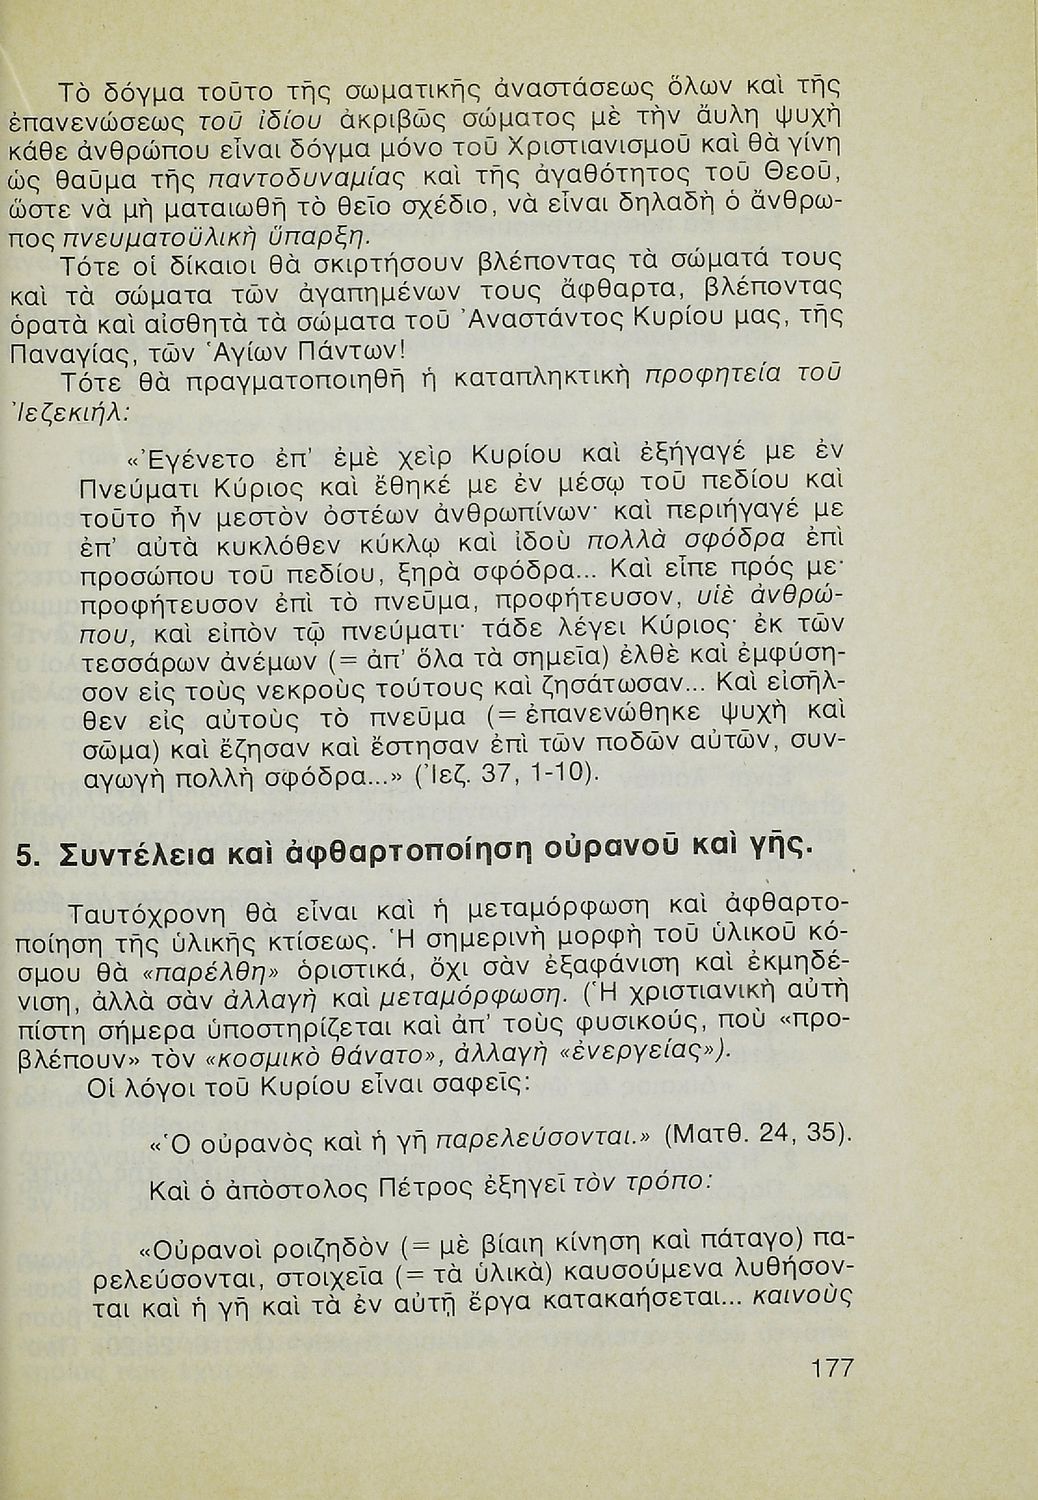 Τὸ δόγμα τοῦτο τῆς σωματικῆς ἀναστάσεως ὅλων καὶ τῆς
ἐπανενώσεως τοῦ ἰδίου ἀκριβῶς σώματος μὲ τὴν ἄυλη ψυχὴ
κάθε ἀνθρώπου εἶναι δόγμα μόνο τοῦ Χριστιανισμοῦ καὶ θὰ γίνη
ὡς θαῦμα τῆς παντοδυναμίας καὶ τῆς ἀγαθότητος τοῦ Θεοῦ,
ὥστε νὰ μὴ ματαιωθῆ τὸ θεῖο σχέδιο, νὰ εἶναι δηλαδὴ ὁ ἄνθρω-
πος πνευματοϋλικὴ ὕπαρξη.
Τότε οἱ δίκαιοι θὰ σκιρτήσουν βλέποντας τὰ σώματά τους
καὶ τὰ σώματα τῶν ἀγαπημένων τους ἄφθαρτα, βλέποντας
ὁρατὰ καὶ αἰσθητὰ τὰ σώματα τοῦ Ἀναστάντος Κυρίου μας, τῆς
Παναγίας, τῶν Ἁγίων Πάντων!
Τότε θὰ πραγματοποιηθῆ ἡ καταπληκτικὴ προφητεία τοῦ
Ἰεζεκιήλ:
«Ἐγένετο ἐπ' ἐμὲ χεὶρ Κυρίου καὶ ἐξήγαγέ με ἐν
Πνεύματι Κύριος καὶ ἔθηκέ με ἐν μέσῳ τοῦ πεδίου καὶ
τοῦτο ἦν μεστὸν ὀστέων ἀνθρωπίνων· καὶ περιήγαγέ με
ἐπ' αὐτὰ κυκλόθεν κύκλῳ καὶ ἰδοὺ πολλὰ σφόδρα ἐπὶ
προσώπου τοῦ πεδίου, ξηρὰ σφόδρα... Καὶ εἶπε πρός με·
προφήτευσον ἐπὶ τὸ πνεῦμα, προφήτευσον, υἱὲ ἀνθρώ-
που, καὶ εἰπὸν τῷ πνεύματι· τάδε λέγει Κύριος· ἐκ τῶν
τεσσάρων ἀνέμων (= ἀπ' ὅλα τὰ σημεῖα) ἐλθὲ καὶ ἐμφύση-
σον εἰς τοὺς νεκροὺς τούτους καὶ ζησάτωσαν... Καὶ εἰσῆλ-
θεν εἰς αὐτοὺς τὸ πνεῦμα (= ἐπανενώθηκε ψυχὴ καὶ
σῶμα) καὶ ἔζησαν καὶ ἔστησαν ἐπὶ τῶν ποδῶν αὐτῶν, συν-
αγωγὴ πολλὴ σφόδρα...» (Ἰεζ. 37, 1-10).
5. Συντέλεια καὶ ἀφθαρτοποίηση οὐρανοῦ καὶ γῆς.
Ταυτόχρονη θὰ εἶναι καὶ ἡ μεταμόρφωση καὶ ἀφθαρτο-
ποίηση τῆς ὑλικῆς κτίσεως. Ἡ σημερινὴ μορφὴ τοῦ ὑλικοῦ κό-
σμου θὰ «παρέλθη» ὁριστικά, ὄχι σὰν ἐξαφάνιση καὶ ἐκμηδέ-
νιση, ἀλλὰ σὰν ἀλλαγὴ καὶ μεταμόρφωση. (Ἡ χριστιανικὴ αὐτὴ
πίστη σήμερα ὑποστηρίζεται καὶ ἀπ' τοὺς φυσικούς, ποὺ «προ-
βλέπουν» τὸν «κοσμικὸ θάνατο», ἀλλαγὴ «ἐνεργείας»).
Οἱ λόγοι τοῦ Κυρίου εἶναι σαφεῖς:
«Ὁ οὐρανὸς καὶ ἡ γῆ παρελεύσονται.» (Ματθ. 24, 35).
Καὶ ὁ ἀπὸστολος Πέτρος ἐξηγεῖ τὸν τρόπο:
«Οὐρανοὶ ροιζηδὸν (= μὲ βίαιη κίνηση καὶ πάταγο) πα-
ρελεύσονται, στοιχεῖα (= τὰ ὑλικὰ) καυσούμενα λυθήσον-
ται καὶ ἡ γῆ καὶ τὰ ἐν αὐτῇ ἔργα κατακαήσεται... καινοὺς
177